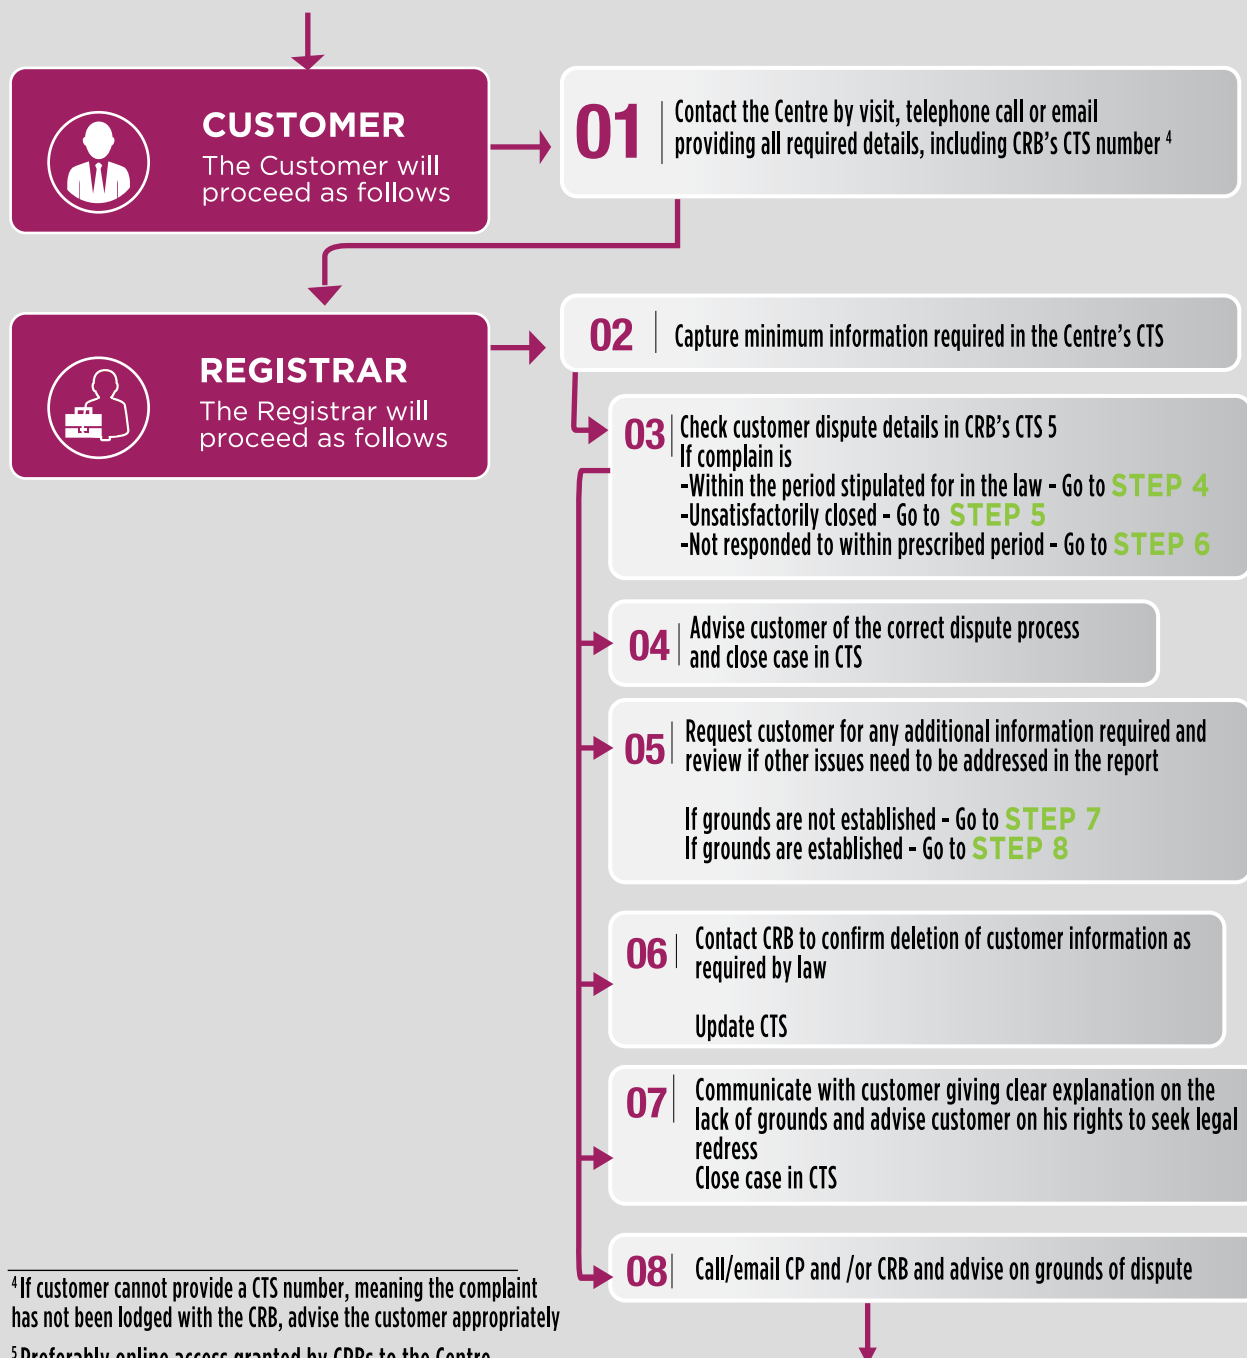 CUSTOMER
The Customer will
proceed as follows
01
Contact the Centre by visit, telephone call or email
providing all required details, including CRB's CTS number 4
REGISTRAR
The Registrar will
proceed as follows
02
Capture minimum information required in the Centre's CTS
03
Check customer dispute details in CRB's CTS 5
If complain is
-Within the period stipulated for in the law - Go to STEP 4
-Unsatisfactorily closed - Go to STEP 5
-Not responded to within prescribed period - Go to STEP 6
04
Advise customer of the correct dispute process
and close case in CTS
05
Request customer for any additional information required and
review if other issues need to be addressed in the report
If grounds are not established - Go to STEP 7
If grounds are established - Go to STEP 8
06
Contact CRB to confirm deletion of customer information as
required by law
Update CTS
07
Communicate with customer giving clear explanation on the
lack of grounds and advise customer on his rights to seek legal
redress
Close case in CTS
08
Call/email CP and /or CRB and advise on grounds of dispute
4 If customer cannot provide a CTS number, meaning the complaint
has not been lodged with the CRB, advise the customer appropriately
5 Preferably online access granted by CRBs to the Centre